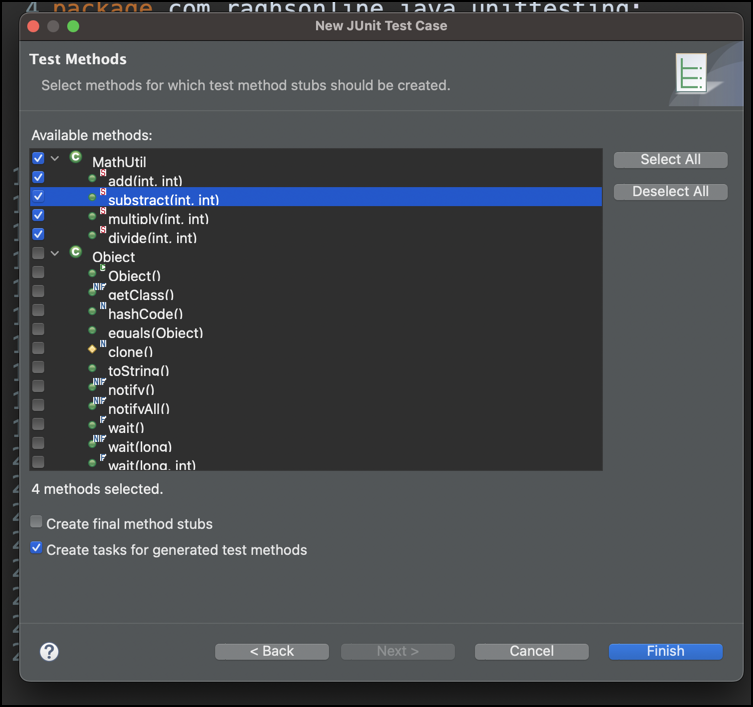 4 package com.raghsonline.java.unittesting;
New JUnit Test Case
Test Methods
Select methods for which test method stubs should be created.
Available methods:
MathUtil
add(int, int)
substract(int, int)
multiply(int, int)
divide(int, int)
Object
Object()
getClass()
hashCode()
equals(Object)
clone()
toString()
notify()
notifyAll()
wait()
wait(long)
wait(long, int)
Select All
Deselect All
4 methods selected.
Create final method stubs
Create tasks for generated test methods
?
< Back
Next >
Cancel
Finish